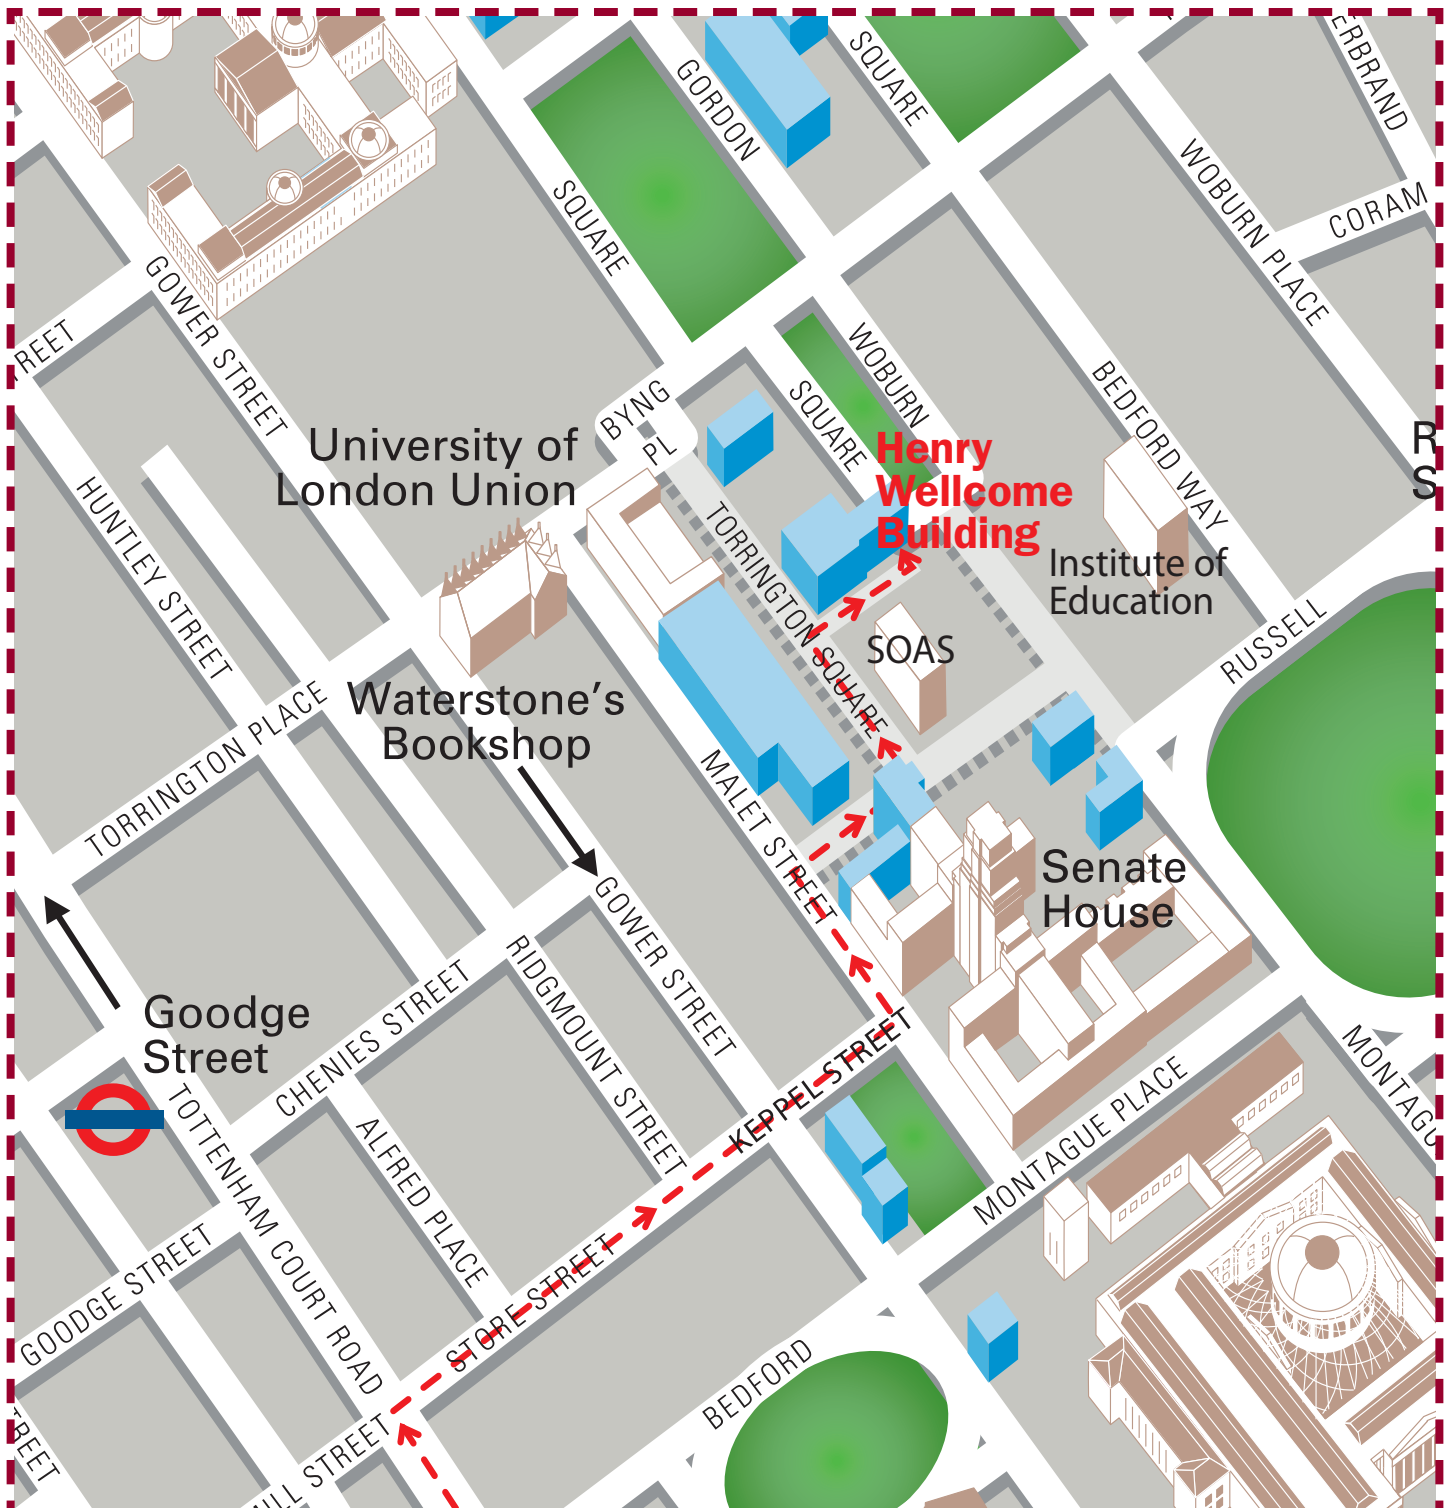 SQUARE
GORDON
ERBRAND
WOBURN PLACE
CORAM
SQUARE
GOWER STREET
REET
BYNG
PL
WOBURN
SQUARE
BEDFORD WAY
R
S
University of
London Union
Henry
Wellcome
Building
HUNTLEY STREET
TORRINGTON SQUARE
Institute of
Education
SOAS
RUSSELL
TORRINGTON PLACE
Waterstone's
Bookshop
MALET STREET
Senate
House
GOWER STREET
RIDGMOUNT STREET
CHENIES STREET
Goodge
Street
KEPPEL STREET
MONTAGUE PLACE
MONTAGU
TOTTENHAM COURT ROAD
ALFRED PLACE
GOODGE STREET
STORE STREET
BEDFORD
TREET
ILL STREET